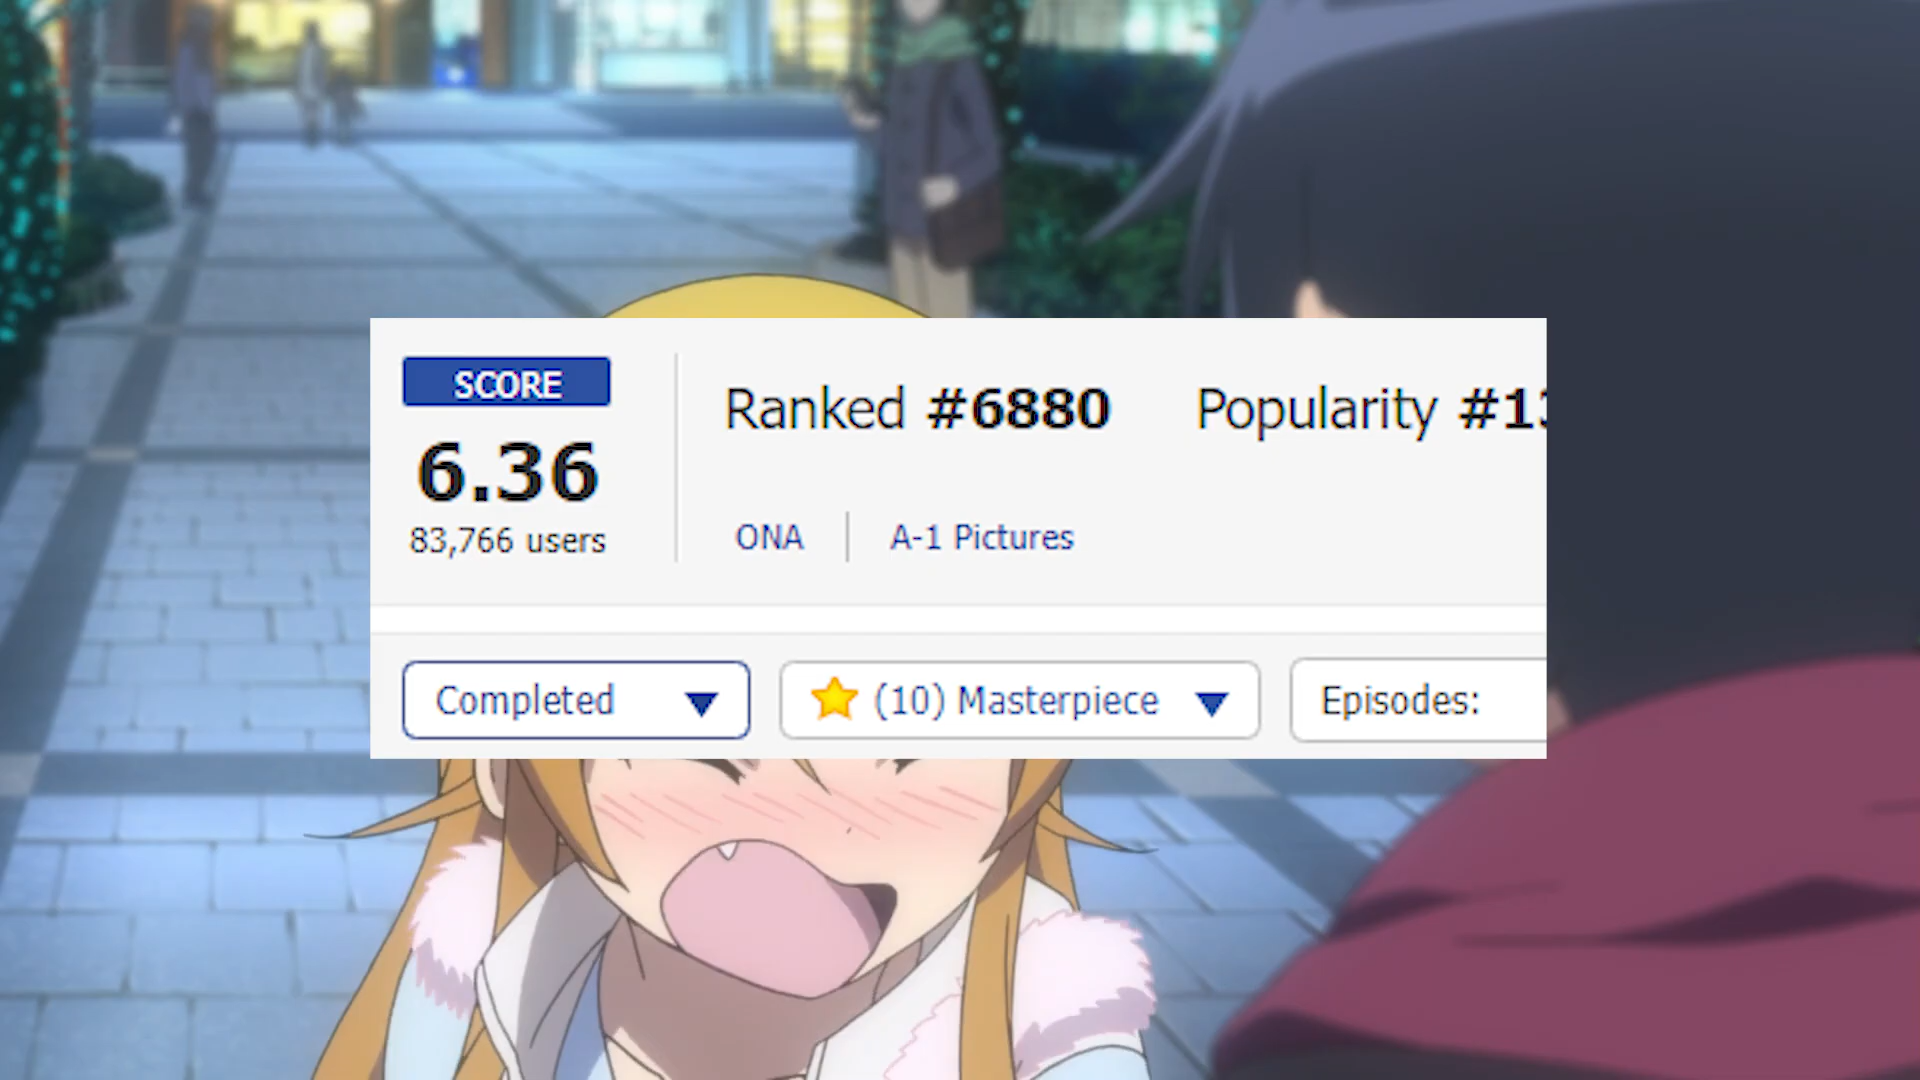 SCORE
6.36
83,766 users
Ranked #6880
Popularity
ONA
A-1 Pictures
Completed
(10) Masterpiece
Episodes: